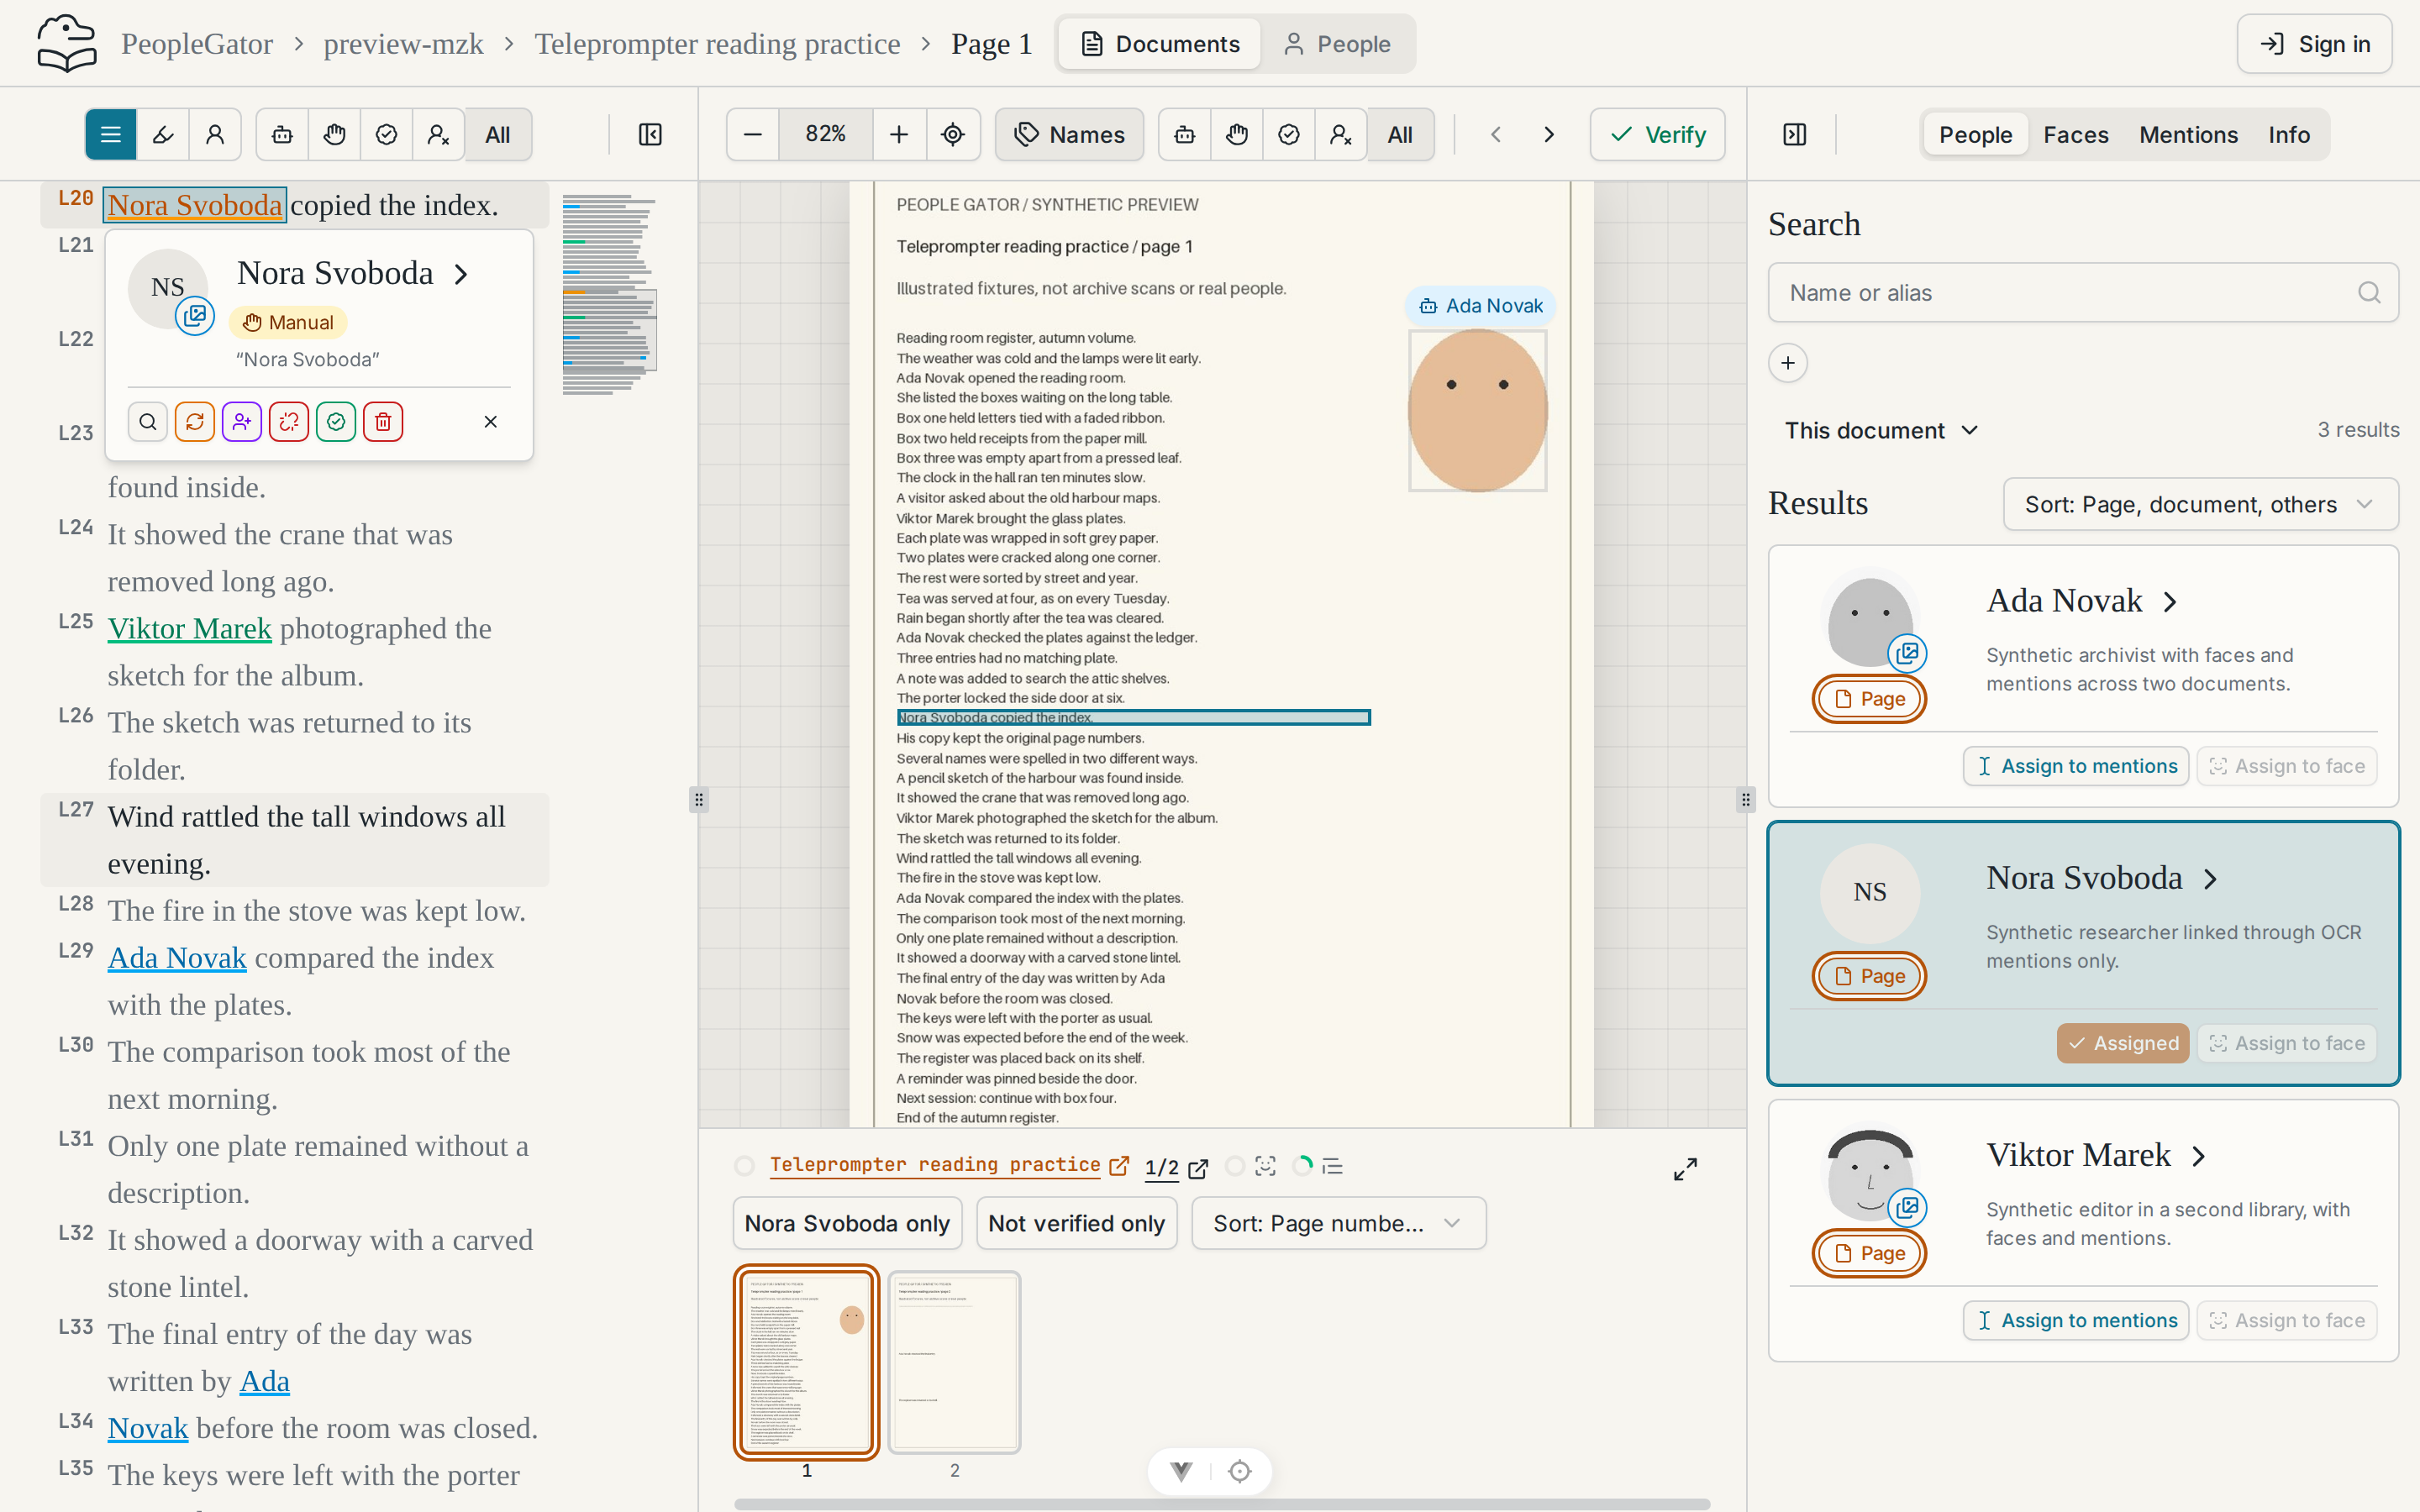 PeopleGator > preview-mzk > Teleprompter reading practice > Page 1
Documents
People
Sign in
All
82%
Names
All
Verify
People
Faces
Mentions
Info
L20 Nora Svoboda copied the index.
L21
NS
Nora Svoboda
Manual
“Nora Svoboda”
L22
L23
found inside.
L24 It showed the crane that was
removed long ago.
L25 Viktor Marek photographed the
sketch for the album.
L26 The sketch was returned to its
folder.
L27 Wind rattled the tall windows all
evening.
L28 The fire in the stove was kept low.
L29 Ada Novak compared the index
with the plates.
L30 The comparison took most of the
next morning.
L31 Only one plate remained without a
description.
L32 It showed a doorway with a carved
stone lintel.
L33 The final entry of the day was
written by Ada
L34 Novak before the room was closed.
L35 The keys were left with the porter
PEOPLE GATOR / SYNTHETIC PREVIEW
Teleprompter reading practice / page 1
Illustrated fixtures, not archive scans or real people.
Ada Novak
Reading room register, autumn volume.
The weather was cold and the lamps were lit early.
Ada Novak opened the reading room.
She listed the boxes waiting on the long table.
Box one held letters tied with a faded ribbon.
Box two held receipts from the paper mill.
Box three was empty apart from a pressed leaf.
The clock in the hall ran ten minutes slow.
A visitor asked about the old harbour maps.
Viktor Marek brought the glass plates.
Each plate was wrapped in soft grey paper.
Two plates were cracked along one corner.
The rest were sorted by street and year.
Tea was served at four, as on every Tuesday.
Rain began shortly after the tea was cleared.
Ada Novak checked the plates against the ledger.
Three entries had no matching plate.
A note was added to search the attic shelves.
The porter locked the side door at six.
Nora Svoboda copied the index.
His copy kept the original page numbers.
Several names were spelled in two different ways.
A pencil sketch of the harbour was found inside.
It showed the crane that was removed long ago.
Viktor Marek photographed the sketch for the album.
The sketch was returned to its folder.
Wind rattled the tall windows all evening.
The fire in the stove was kept low.
Ada Novak compared the index with the plates.
The comparison took most of the next morning.
Only one plate remained without a description.
It showed a doorway with a carved stone lintel.
The final entry of the day was written by Ada
Novak before the room was closed.
The keys were left with the porter as usual.
Snow was expected before the end of the week.
The register was placed back on its shelf.
A reminder was pinned beside the door.
Next session: continue with box four.
End of the autumn register.
Teleprompter reading practice 1/2
Nora Svoboda only
Not verified only
Sort: Page numbe...
1
2
Search
Name or alias
This document
3 results
Results
Sort: Page, document, others
Ada Novak
Synthetic archivist with faces and
mentions across two documents.
Page
Assign to mentions
Assign to face
NS
Nora Svoboda
Synthetic researcher linked through OCR
mentions only.
Page
Assigned
Assign to face
Viktor Marek
Synthetic editor in a second library, with
faces and mentions.
Page
Assign to mentions
Assign to face